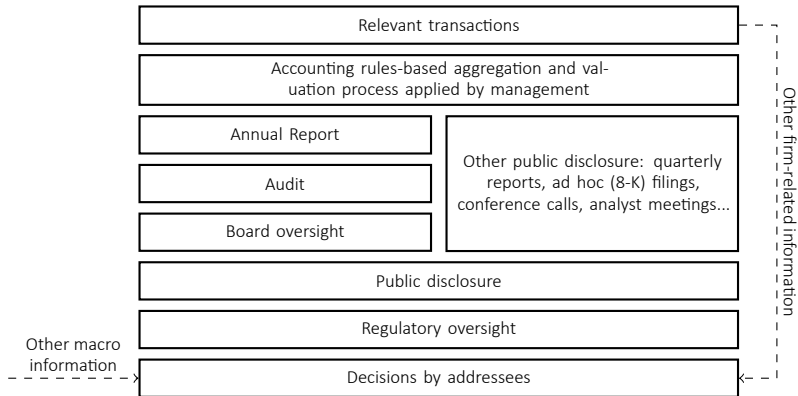 Relevant transactions
Accounting rules-based aggregation and val-
uation process applied by management
Annual Report
Audit
Board oversight
Other public disclosure: quarterly
reports, ad hoc (8-K) filings,
conference calls, analyst meetings...
Public disclosure
Regulatory oversight
Decisions by addressees
Other macro
information
Other firm-related information